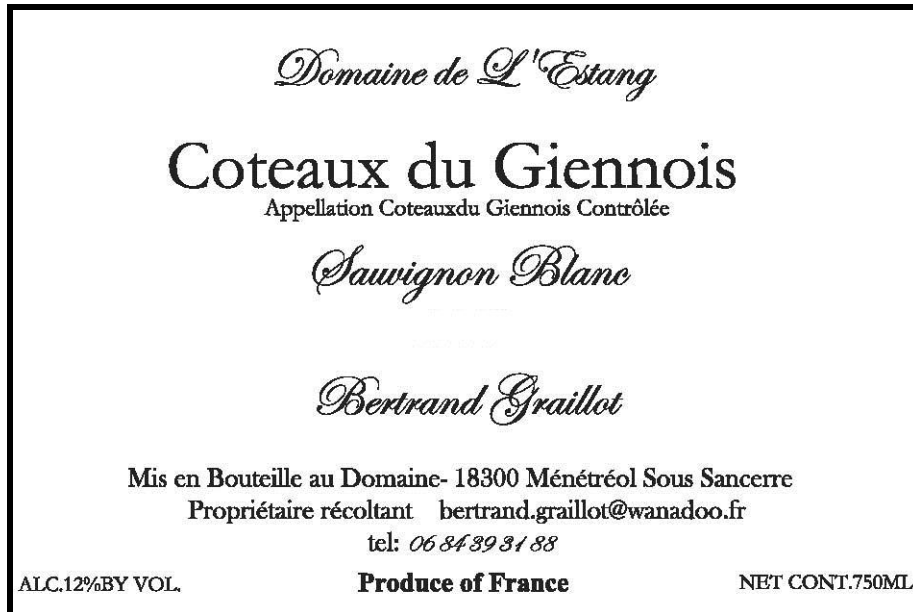 Domaine de L'Estang
Coteaux du Giennois
Appellation Coteauxdu Giennois Contrôlée
Sauvignon Blanc
Bertrand Graillot
Mis en Bouteille au Domaine- 18300 Ménétréol Sous Sancerre
Propriétaire récoltant bertrand.graillot@wanadoo.fr
tel: 06 84 39 31 88
ALC.12%BY VOL. Produce of France NET CONT.750ML